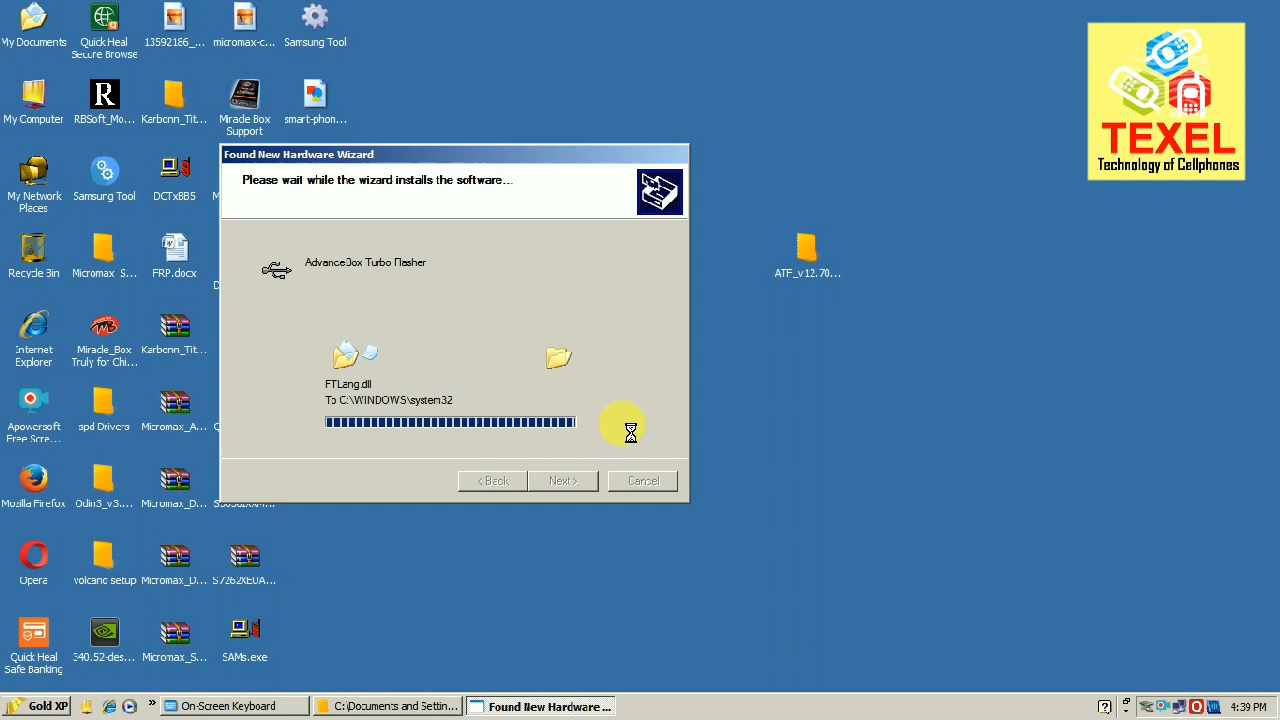 My Documents
Quick Heal
Secure Browse
13592186_...
micromax-c...
Samsung Tool
My Computer
R
RBSoft_Mo...
Karbonn_Tit...
Mirade Box
Support
smart-phon...
My Network
Places
Samsung Tool
DCTxBB5
Recycle Bin
Micromax_S...
FRP.docx
Internet
Explorer
Miracle_Box
Truly for Chi...
Karbonn_Tit...
Apowersoft
Free Scre...
spd Drivers
Micromax_A...
Mozilla Firefox
Odin3_v3....
Micromax_D...
Opera
volcano setup
Micromax_D...
S7262XEUA...
Quick Heal
Safe Banking
340.52-des...
Micromax_S...
SAMs.exe
Found New Hardware Wizard
Please wait while the wizard installs the software...
AdvanceBox Turbo Flasher
FTLang.dll
To C:\WINDOWS\system32
< Back
Next >
Cancel
ATF_v12.70...
TEXEL
Technology of Cellphones
Gold XP
»
On-Screen Keyboard
C:\Documents and Settin...
Found New Hardware ...
4:39 PM